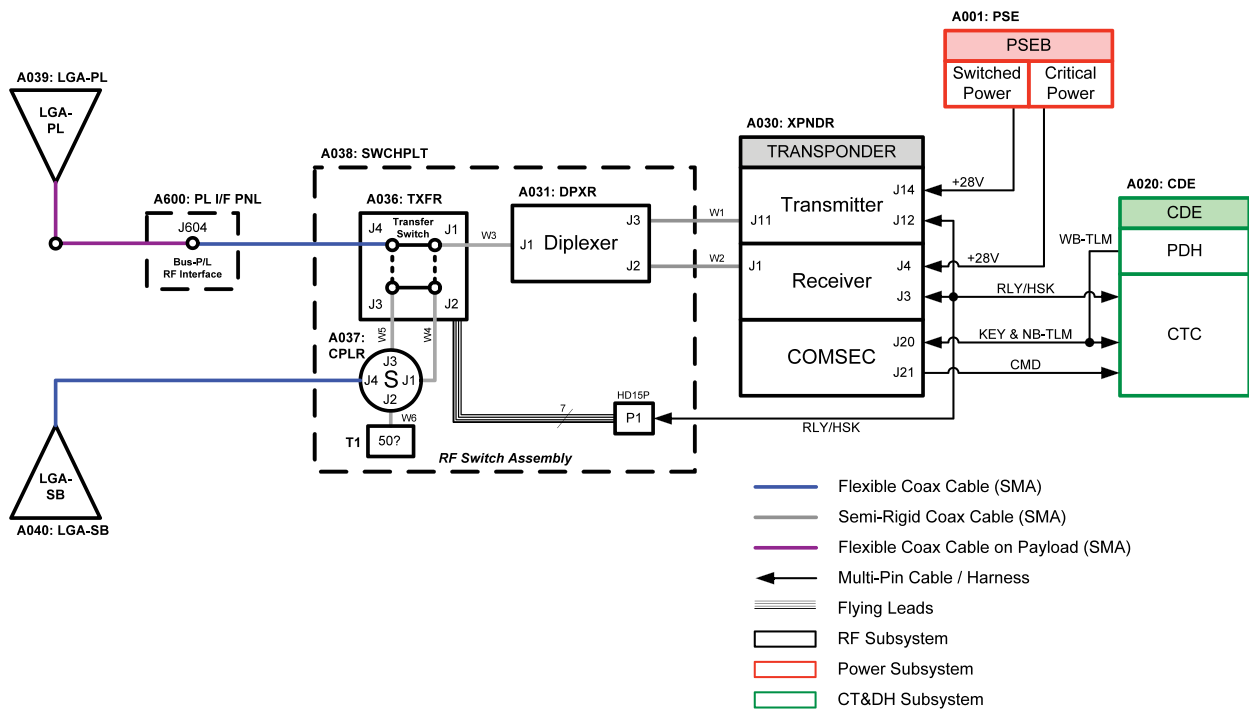 A001: PSE
PSEB
Switched
Power
Critical
Power
A039: LGA-PL
LGA-
PL
A030: XPNDR
TRANSPONDER
Transmitter
J14
J12
J11
Receiver
J1
J4
J3
COMSEC
J20
J21
+28V
+28V
RLY/HSK
KEY & NB-TLM
CMD
WB-TLM
A020: CDE
CDE
PDH
CTC
A038: SWCHPLT
A036: TXFR
Transfer
Switch
J4
J1
J3
J2
A031: DPXR
Diplexer
J1
J3
J2
W1
W2
W3
W5
W4
A600: PL I/F PNL
J604
Bus-P/L
RF Interface
A037:
CPLR
J3
J4 S J1
J2
W6
T1
50?
7
HD15P
P1
RLY/HSK
RF Switch Assembly
LGA-
SB
A040: LGA-SB
Flexible Coax Cable (SMA)
Semi-Rigid Coax Cable (SMA)
Flexible Coax Cable on Payload (SMA)
Multi-Pin Cable / Harness
Flying Leads
RF Subsystem
Power Subsystem
CT&DH Subsystem